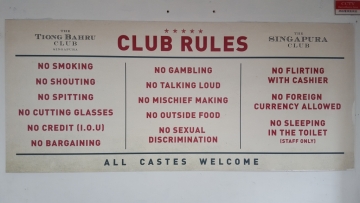 THE
TIONG BAHRU
CLUB
SINGAPORE
★★★★★
CLUB RULES
THE
SINGAPURA
CLUB
NO SMOKING
NO SHOUTING
NO SPITTING
NO CUTTING GLASSES
NO CREDIT (I.O.U)
NO BARGAINING
NO GAMBLING
NO TALKING LOUD
NO MISCHIEF MAKING
NO OUTSIDE FOOD
NO SEXUAL
DISCRIMINATION
NO FLIRTING
WITH CASHIER
NO FOREIGN
CURRENCY ALLOWED
NO SLEEPING
IN THE TOILET
(STAFF ONLY)
ALL CASTES WELCOME